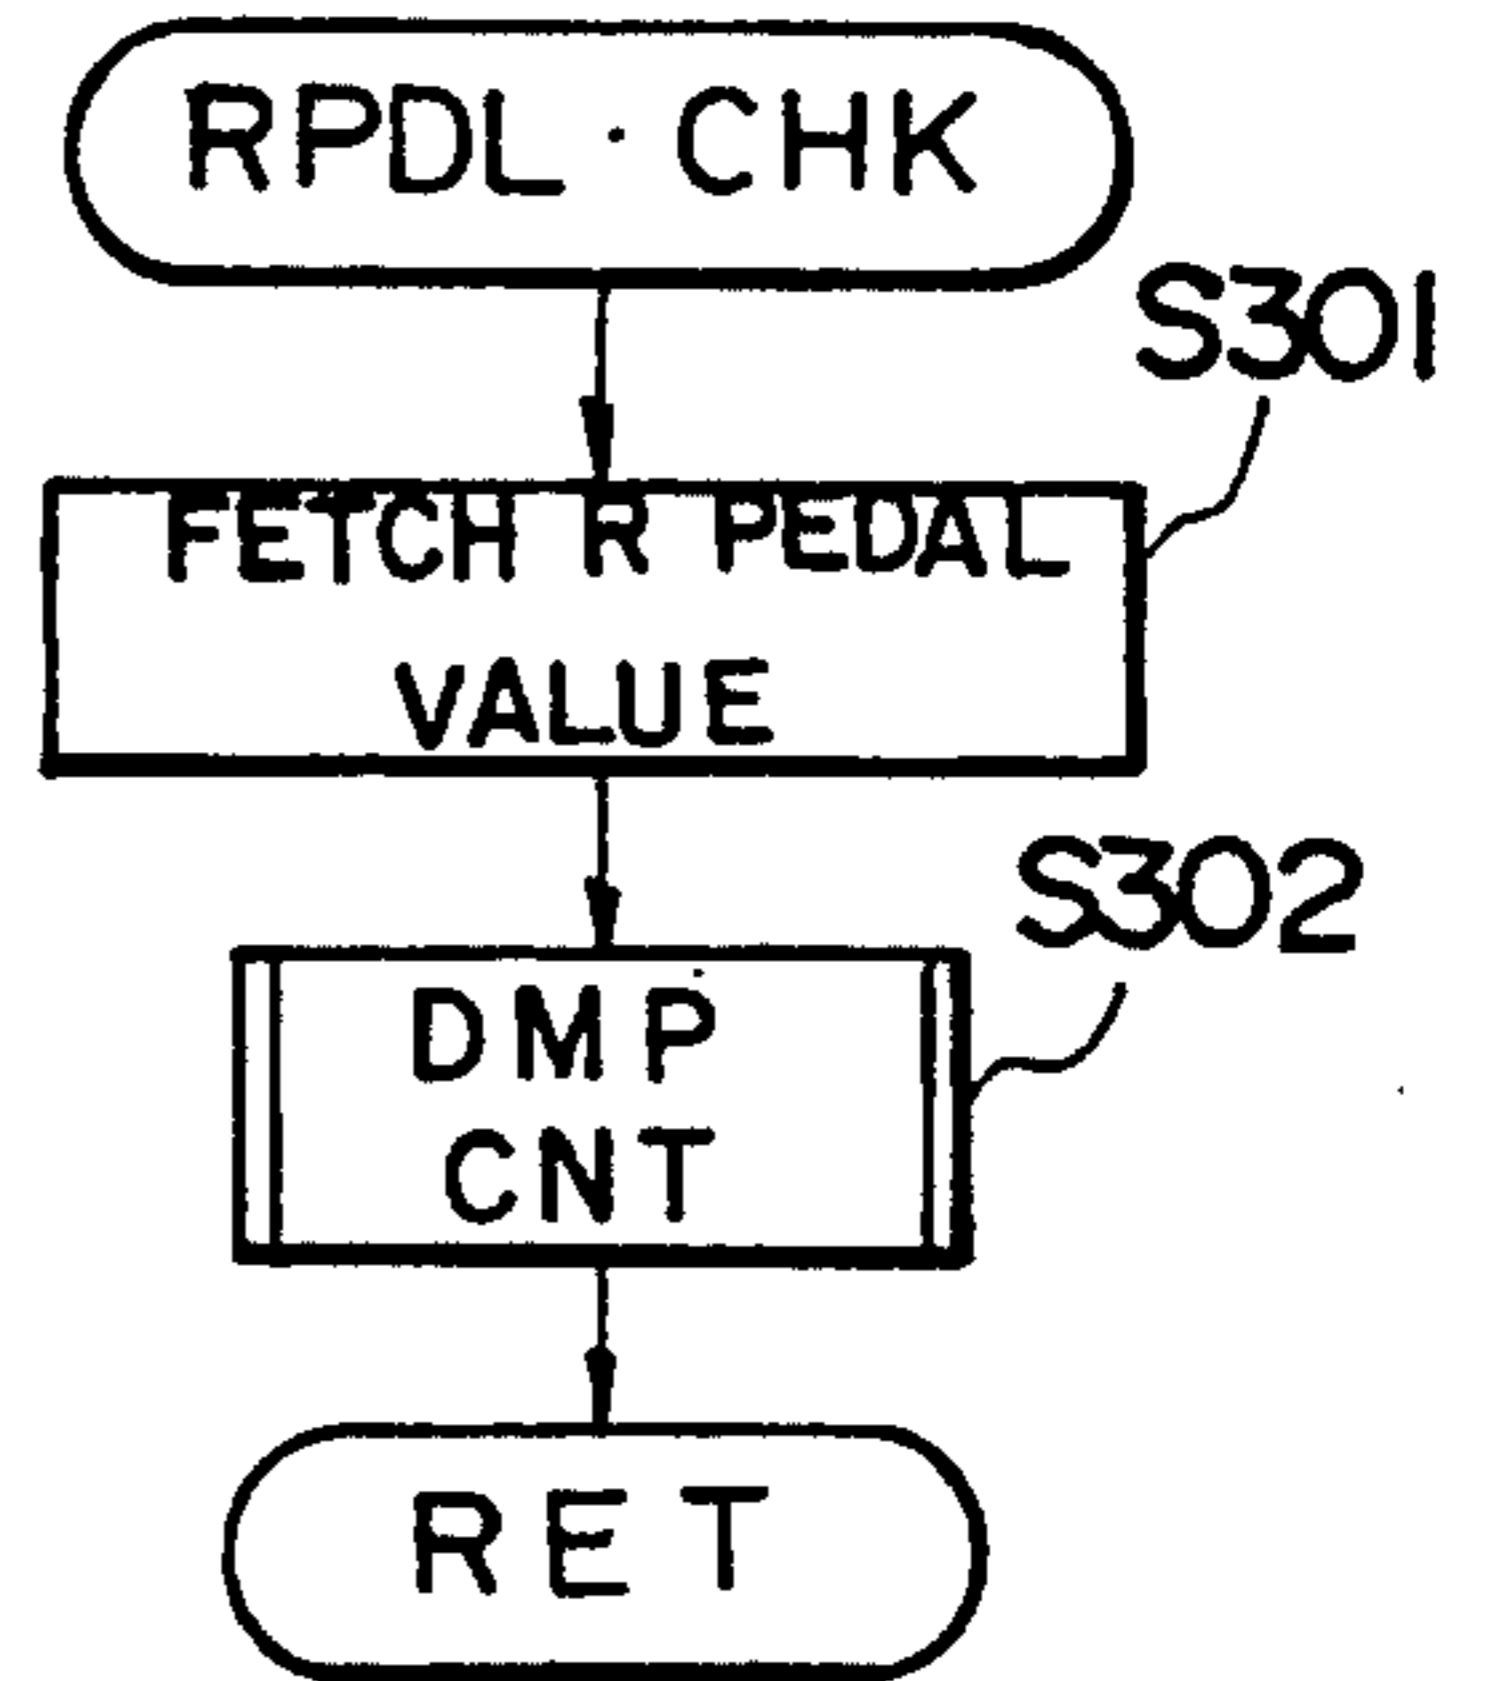 RPDL · CHK
S301
FETCH R PEDAL
VALUE
S302
DMP
CNT
RET